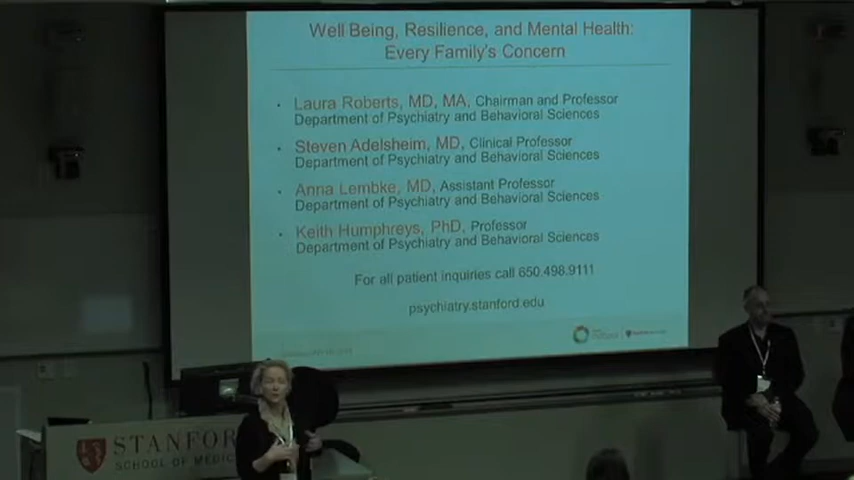 Well Being, Resilience, and Mental Health:
Every Family's Concern
• Laura Roberts, MD, MA, Chairman and Professor
Department of Psychiatry and Behavioral Sciences
• Steven Adelsheim, MD, Clinical Professor
Department of Psychiatry and Behavioral Sciences
• Anna Lembke, MD, Assistant Professor
Department of Psychiatry and Behavioral Sciences
• Keith Humphreys, PhD, Professor
Department of Psychiatry and Behavioral Sciences
For all patient inquiries call 650.498.9111
psychiatry.stanford.edu
STANFOR
SCHOOL OF MEDIC